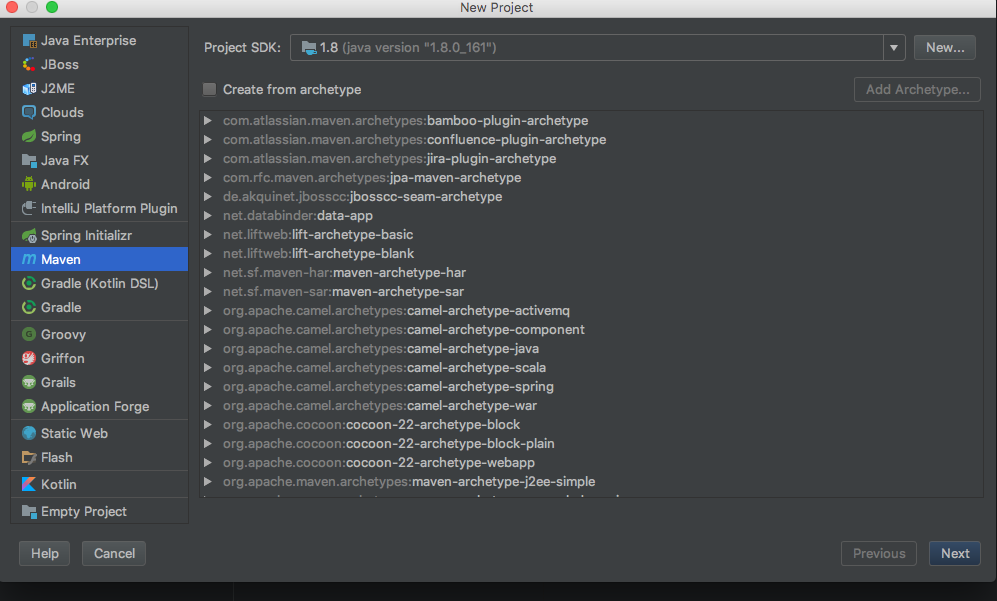 New Project
Java Enterprise
JBoss
J2ME
Clouds
Spring
Java FX
Android
IntelliJ Platform Plugin
Spring Initializr
Maven
Gradle (Kotlin DSL)
Gradle
Groovy
Griffon
Grails
Application Forge
Static Web
Flash
Kotlin
Empty Project
Project SDK: 1.8 (java version "1.8.0_161") New...
Create from archetype Add Archetype...
com.atlassian.maven.archetypes:bamboo-plugin-archetype
com.atlassian.maven.archetypes:confluence-plugin-archetype
com.atlassian.maven.archetypes:jira-plugin-archetype
com.rfc.maven.archetypes:jpa-maven-archetype
de.akquinet.jbosscc:jbosscc-seam-archetype
net.databinder:data-app
net.liftweb:lift-archetype-basic
net.liftweb:lift-archetype-blank
net.sf.maven-har:maven-archetype-har
net.sf.maven-sar:maven-archetype-sar
org.apache.camel.archetypes:camel-archetype-activemq
org.apache.camel.archetypes:camel-archetype-component
org.apache.camel.archetypes:camel-archetype-java
org.apache.camel.archetypes:camel-archetype-scala
org.apache.camel.archetypes:camel-archetype-spring
org.apache.camel.archetypes:camel-archetype-war
org.apache.cocoon:cocoon-22-archetype-block
org.apache.cocoon:cocoon-22-archetype-block-plain
org.apache.cocoon:cocoon-22-archetype-webapp
org.apache.maven.archetypes:maven-archetype-j2ee-simple
Help Cancel Previous Next